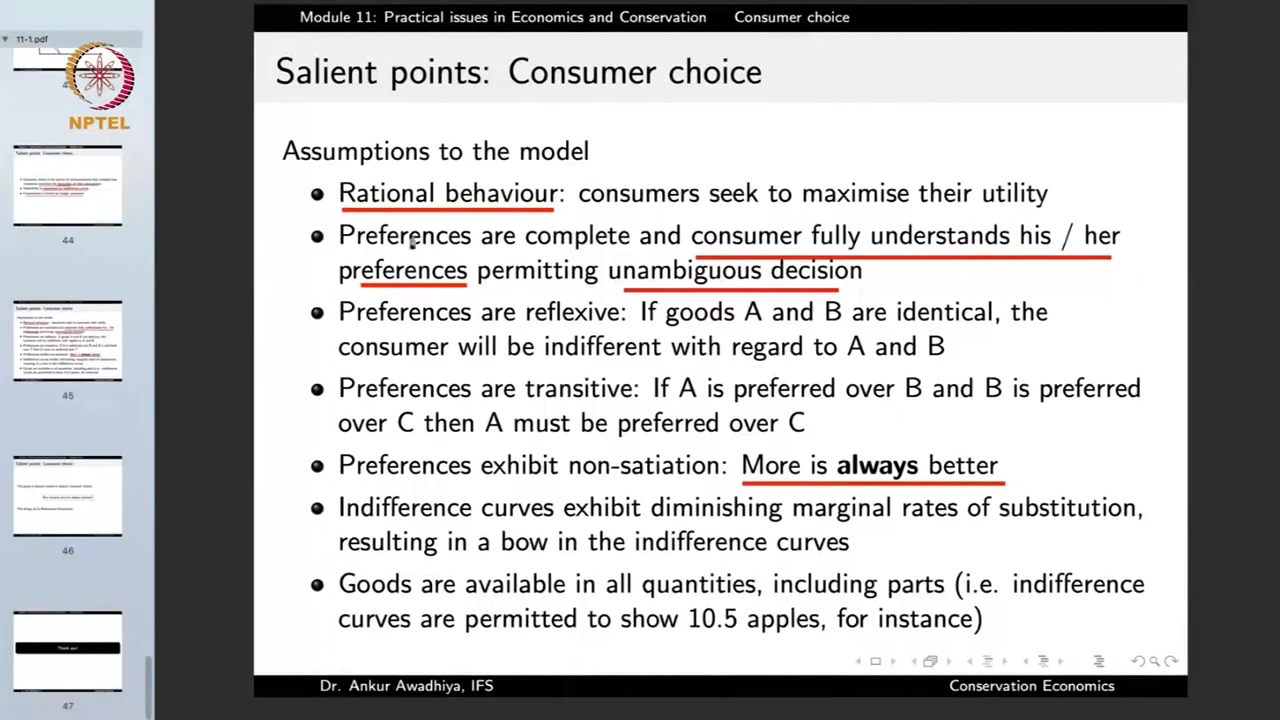 Module 11: Practical issues in Economics and Conservation Consumer choice
11-1.pdf
NPTEL
44
45
46
47
Thank you!
Salient points: Consumer choice
Assumptions to the model
Rational behaviour: consumers seek to maximise their utility
Preferences are complete and consumer fully understands his / her
preferences permitting unambiguous decision
Preferences are reflexive: If goods A and B are identical, the
consumer will be indifferent with regard to A and B
Preferences are transitive: If A is preferred over B and B is preferred
over C then A must be preferred over C
Preferences exhibit non-satiation: More is always better
Indifference curves exhibit diminishing marginal rates of substitution,
resulting in a bow in the indifference curves
Goods are available in all quantities, including parts (i.e. indifference
curves are permitted to show 10.5 apples, for instance)
Dr. Ankur Awadhiya, IFS
Conservation Economics